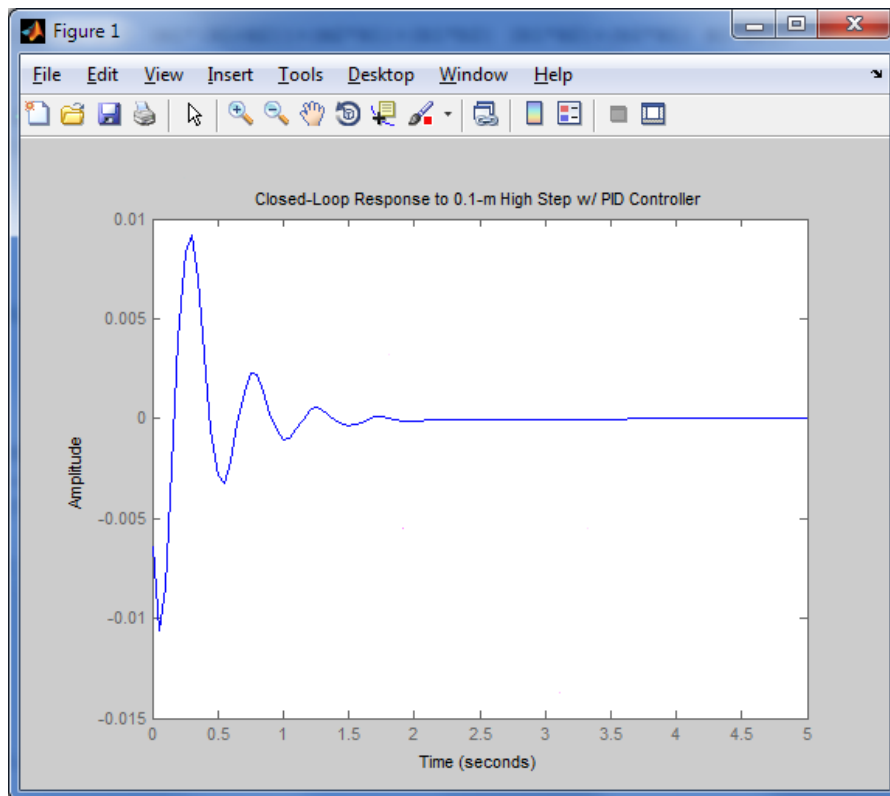 Figure 1
File Edit View Insert Tools Desktop Window Help
Closed-Loop Response to 0.1-m High Step w/ PID Controller
0.01
0.005
0
-0.005
-0.01
-0.015
Amplitude
0 0.5 1 1.5 2 2.5 3 3.5 4 4.5 5
Time (seconds)